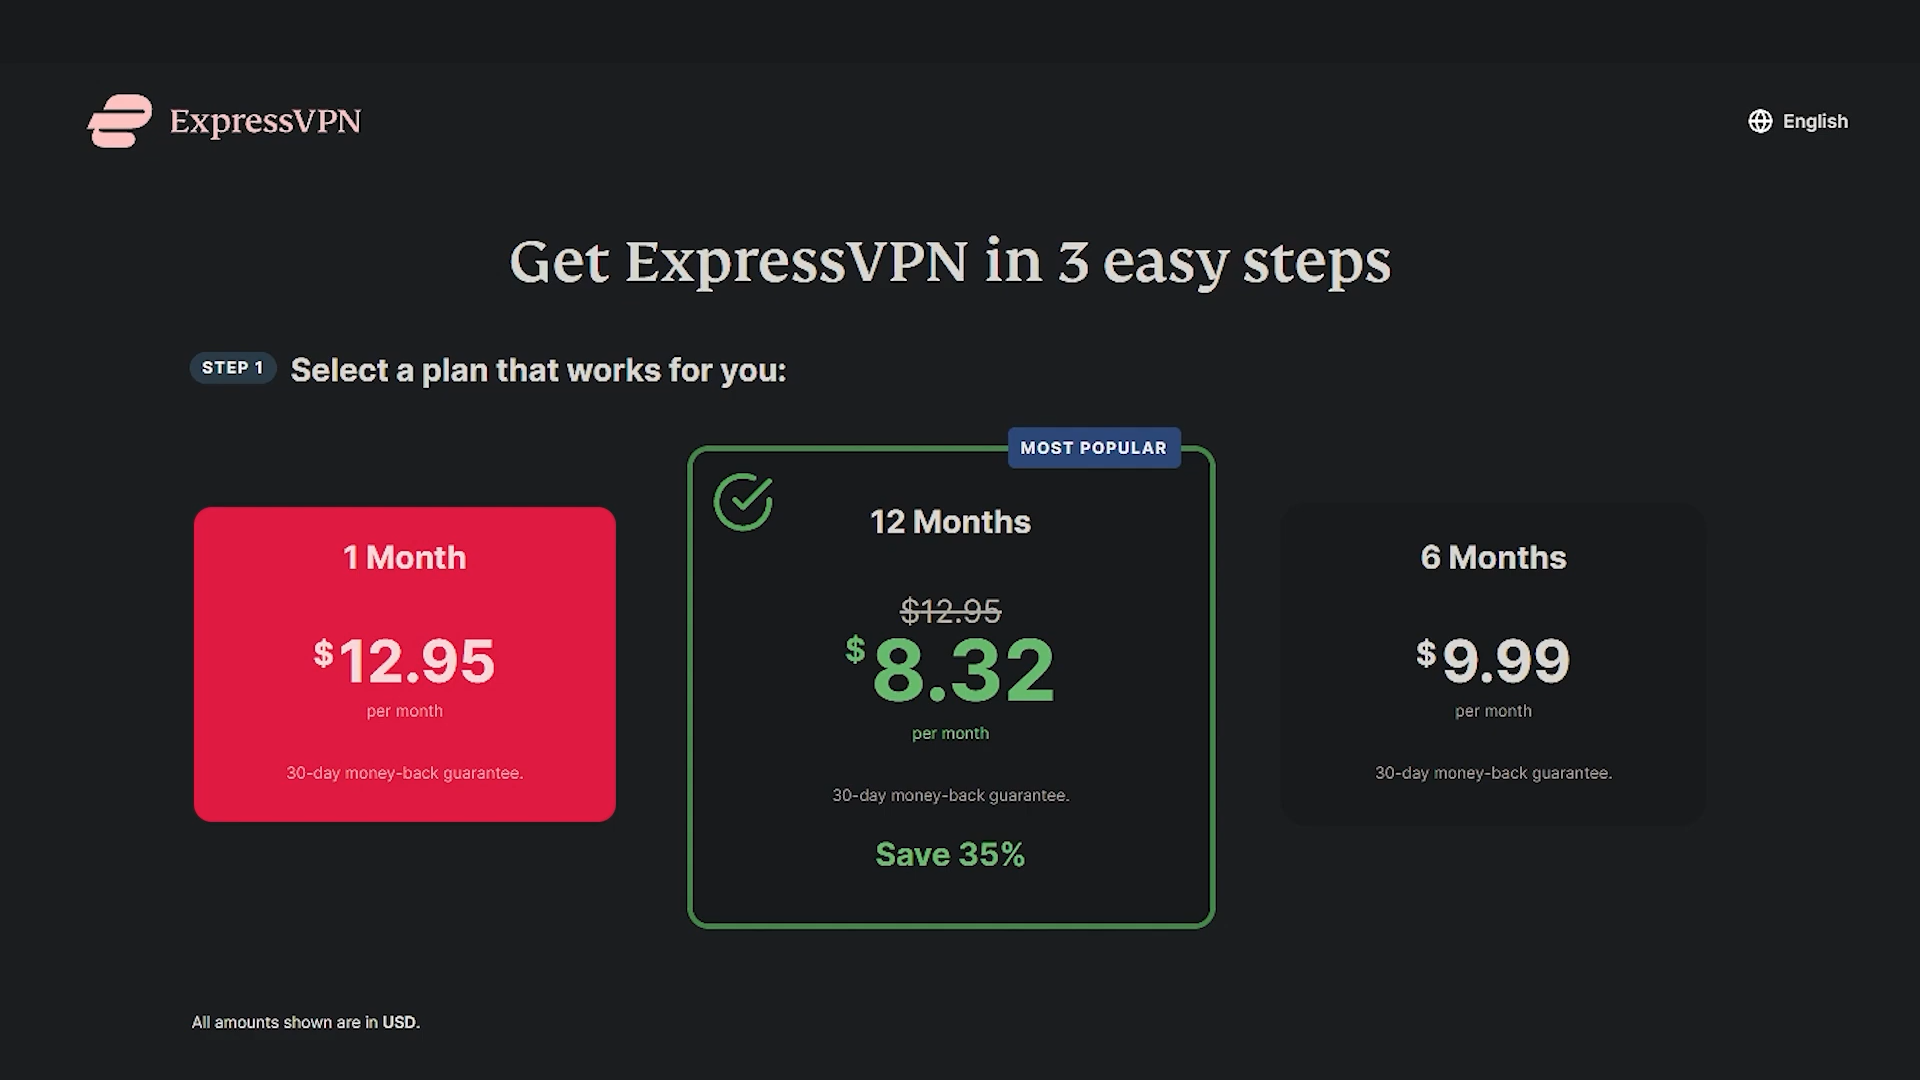 ExpressVPN
English
Get ExpressVPN in 3 easy steps
STEP 1 Select a plan that works for you:
1 Month
$12.95
per month
30-day money-back guarantee.
MOST POPULAR
12 Months
$12.95
$8.32
per month
30-day money-back guarantee.
Save 35%
6 Months
$9.99
per month
30-day money-back guarantee.
All amounts shown are in USD.